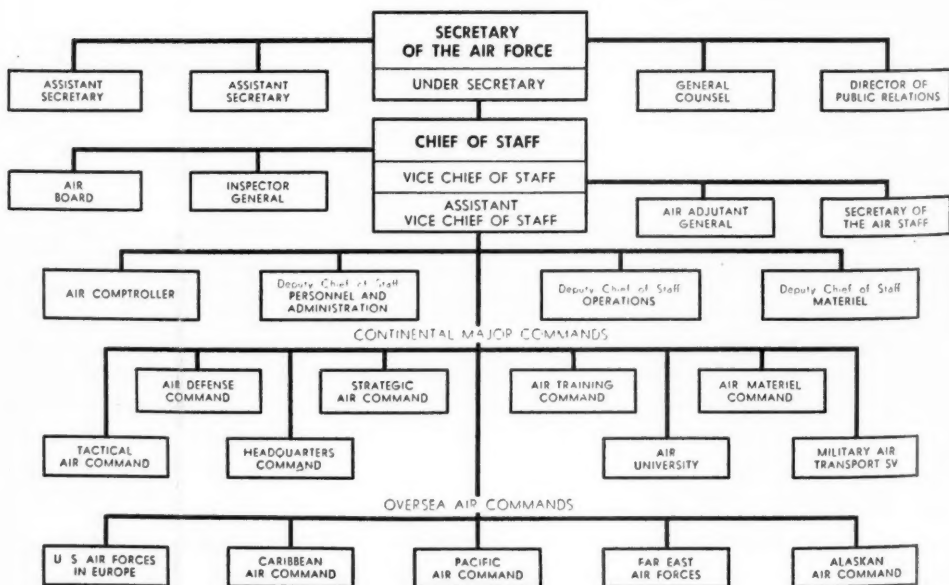 SECRETARY
OF THE AIR FORCE
UNDER SECRETARY
ASSISTANT
SECRETARY
ASSISTANT
SECRETARY
GENERAL
COUNSEL
DIRECTOR OF
PUBLIC RELATIONS
CHIEF OF STAFF
VICE CHIEF OF STAFF
ASSISTANT
VICE CHIEF OF STAFF
AIR
BOARD
INSPECTOR
GENERAL
AIR ADJUTANT
GENERAL
SECRETARY OF
THE AIR STAFF
AIR COMPTROLLER
Deputy Chief of Staff
PERSONNEL AND
ADMINISTRATION
Deputy Chief of Staff
OPERATIONS
Deputy Chief of Staff
MATERIEL
CONTINENTAL MAJOR COMMANDS
AIR DEFENSE
COMMAND
STRATEGIC
AIR COMMAND
AIR TRAINING
COMMAND
AIR MATERIEL
COMMAND
TACTICAL
AIR COMMAND
HEADQUARTERS
COMMAND
AIR
UNIVERSITY
MILITARY AIR
TRANSPORT SV
OVERSEA AIR COMMANDS
U S AIR FORCES
IN EUROPE
CARIBBEAN
AIR COMMAND
PACIFIC
AIR COMMAND
FAR EAST
AIR FORCES
ALASKAN
AIR COMMAND